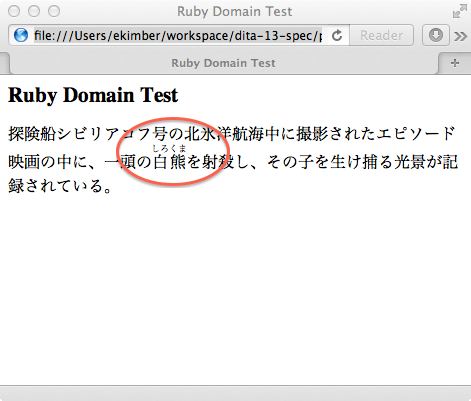 Ruby Domain Test
file:///Users/ekimber/workspace/dita-13-spec/p
Reader
Ruby Domain Test
Ruby Domain Test
探険船シビリアコフ号の北氷洋航海中に撮影されたエピソード
しろくま
映画の中に、一頭の白熊を射殺し、その子を生け捕る光景が記
録されている。